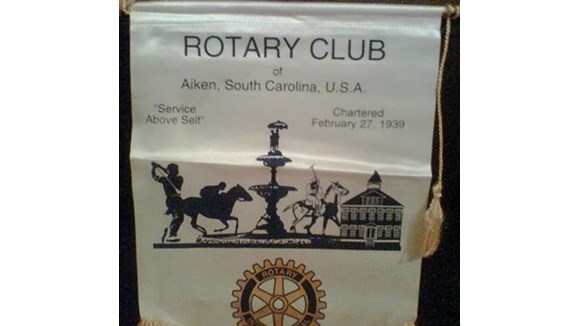 ROTARY CLUB
of
Aiken, South Carolina, U.S.A.
"Service
Above Self"
Chartered
February 27, 1939
ROTARY